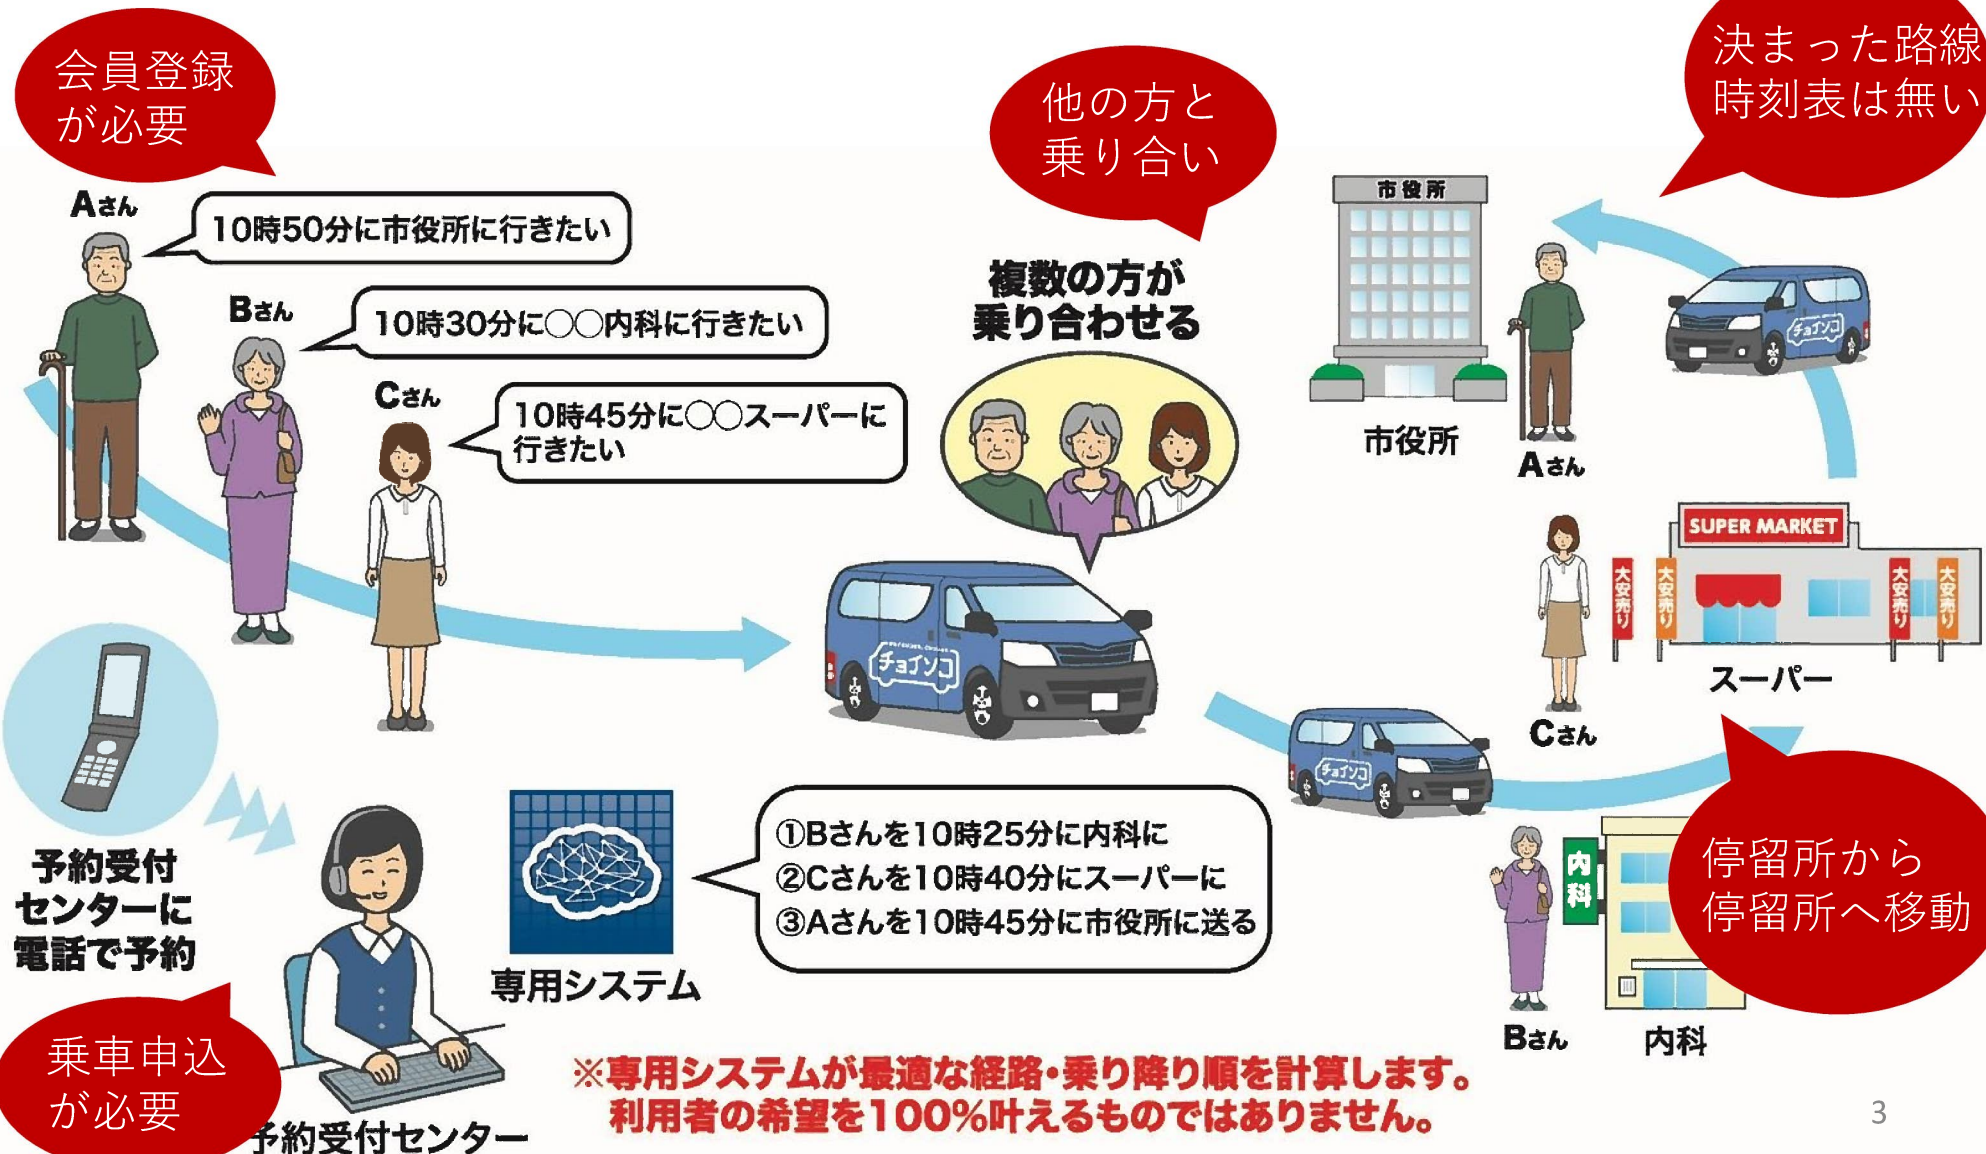 会員登録
が必要
他の方と
乗り合い
決まった路線
時刻表は無い
Aさん
10時50分に市役所に行きたい
Bさん
10時30分に〇〇内科に行きたい
Cさん
10時45分に〇〇スーパーに
行きたい
複数の方が
乗り合わせる
チョイソコ
市役所
市役所
Aさん
チョイソコ
SUPER MARKET
大安売り
大安売り
大安売り
大安売り
スーパー
Cさん
チョイソコ
予約受付
センターに
電話で予約
専用システム
①Bさんを10時25分に内科に
②Cさんを10時40分にスーパーに
③Aさんを10時45分に市役所に送る
内科
Bさん
内科
停留所から
停留所へ移動
乗車申込
が必要
予約受付センター
※専用システムが最適な経路・乗り降り順を計算します。
利用者の希望を100%叶えるものではありません。
3